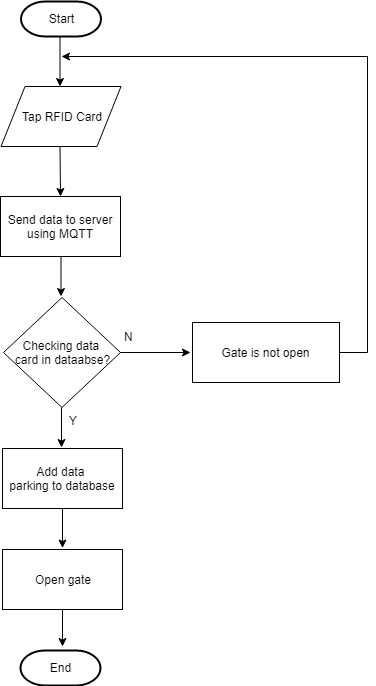 Start
Tap RFID Card
Send data to server
using MQTT
Checking data
card in dataabse?
N
Gate is not open
Y
Add data
parking to database
Open gate
End